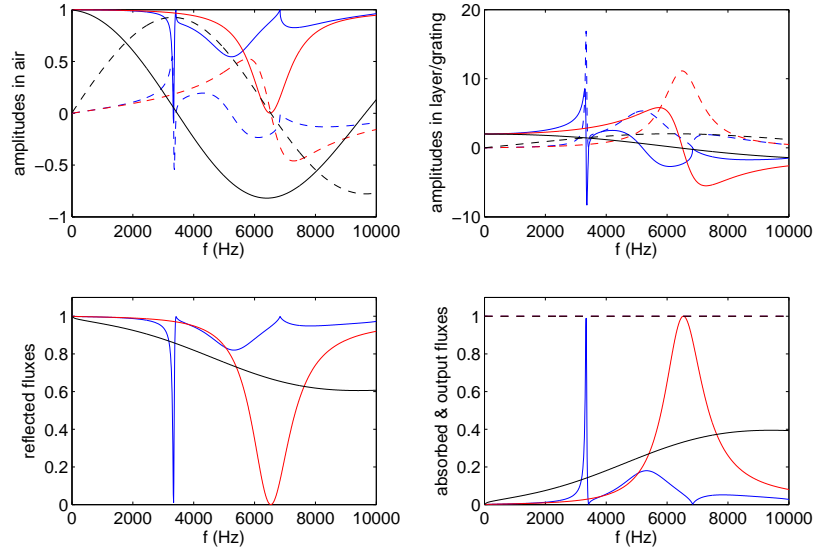 amplitudes in air
1
0.5
0
−0.5
−1
0 2000 4000 6000 8000 10000
f (Hz)
amplitudes in layer/grating
20
10
0
−10
0 2000 4000 6000 8000 10000
f (Hz)
reflected fluxes
1
0.8
0.6
0.4
0.2
0
0 2000 4000 6000 8000 10000
f (Hz)
absorbed & output fluxes
1
0.8
0.6
0.4
0.2
0
0 2000 4000 6000 8000 10000
f (Hz)